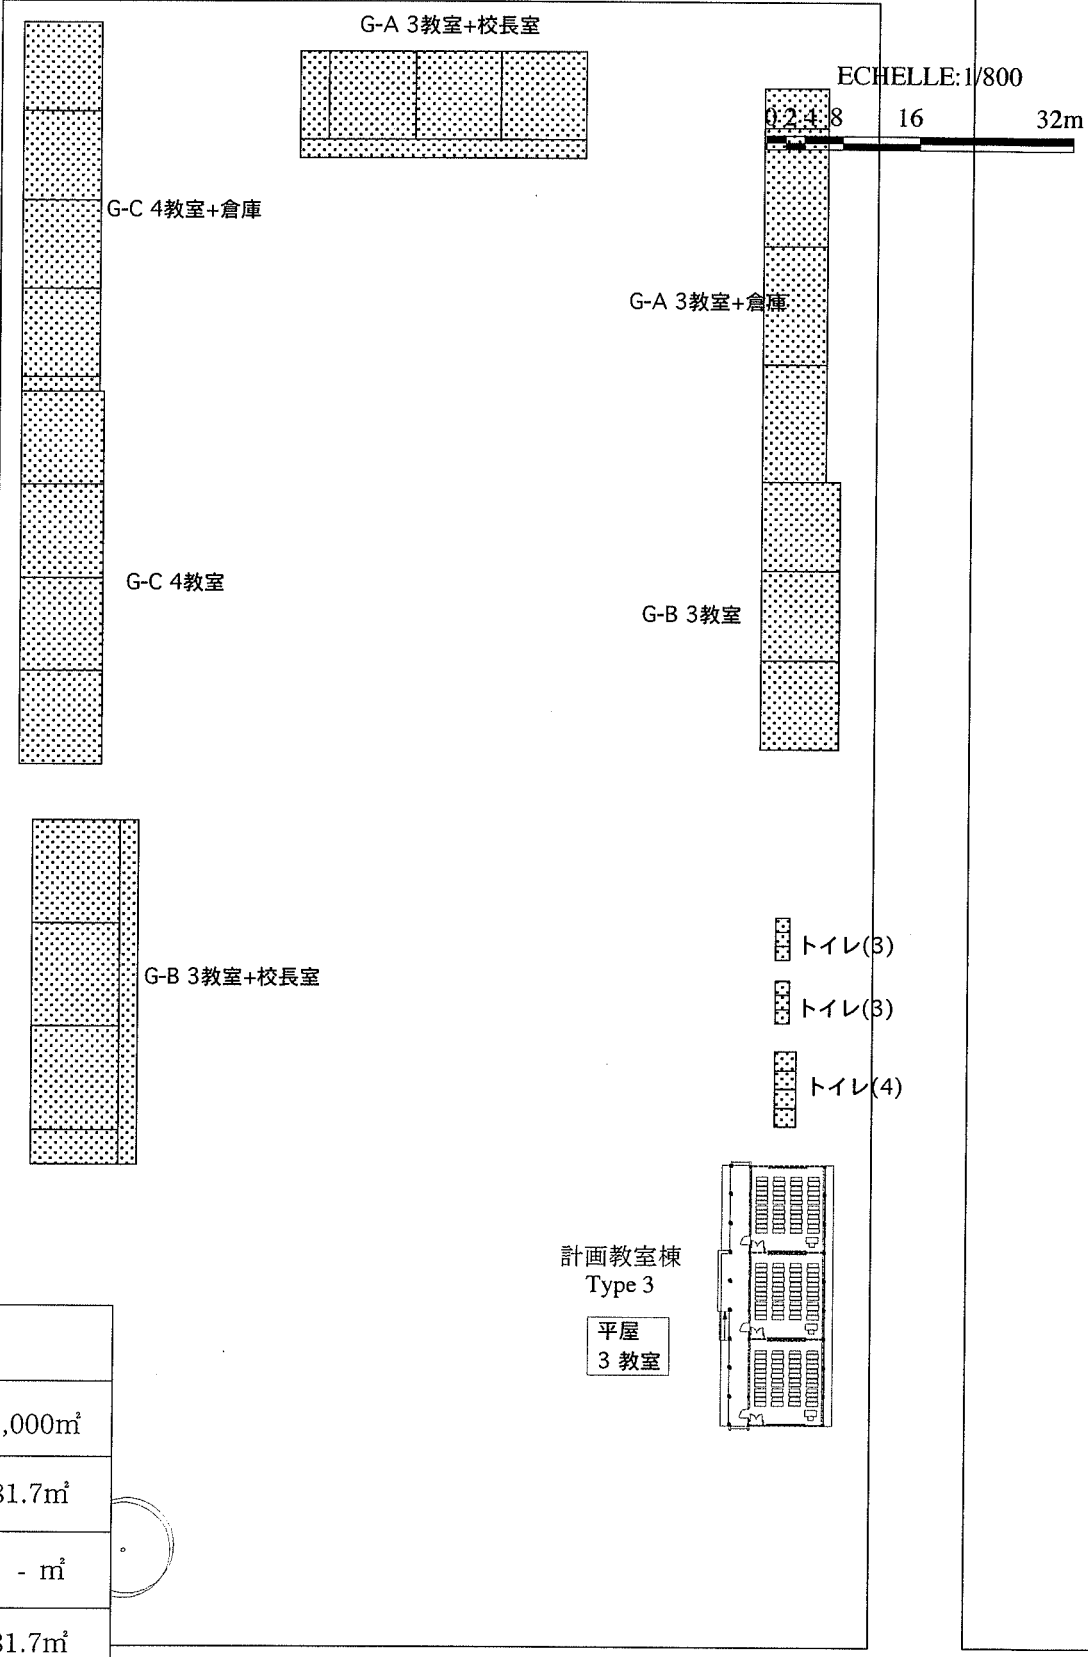 G-A 3教室+校長室
ECHELLE:1/800
0 2 4 8 16 32m
G-C 4教室+倉庫
G-A 3教室+倉庫
G-C 4教室
G-B 3教室
トイレ(3)
G-B 3教室+校長室
トイレ(3)
トイレ(4)
計画教室棟
Type 3
平屋
3 教室
,000㎡
31.7㎡
- ㎡
31.7㎡